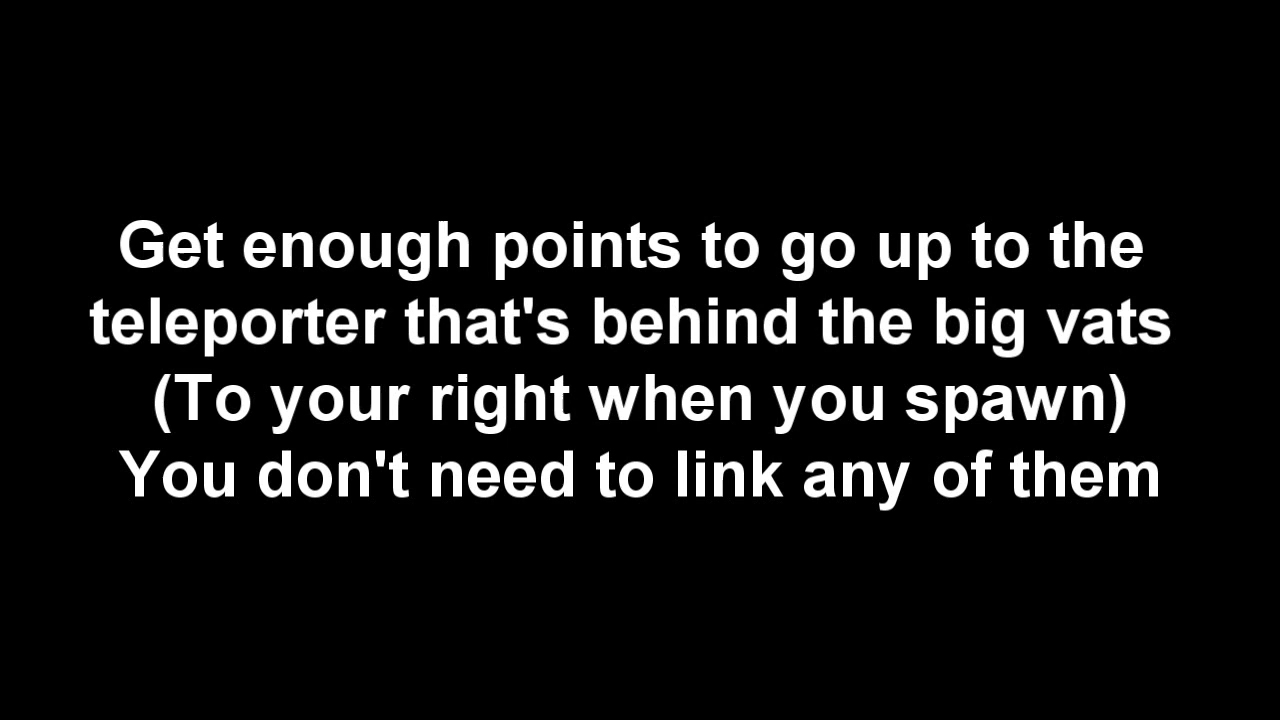 Get enough points to go up to the
teleporter that's behind the big vats
(To your right when you spawn)
You don't need to link any of them